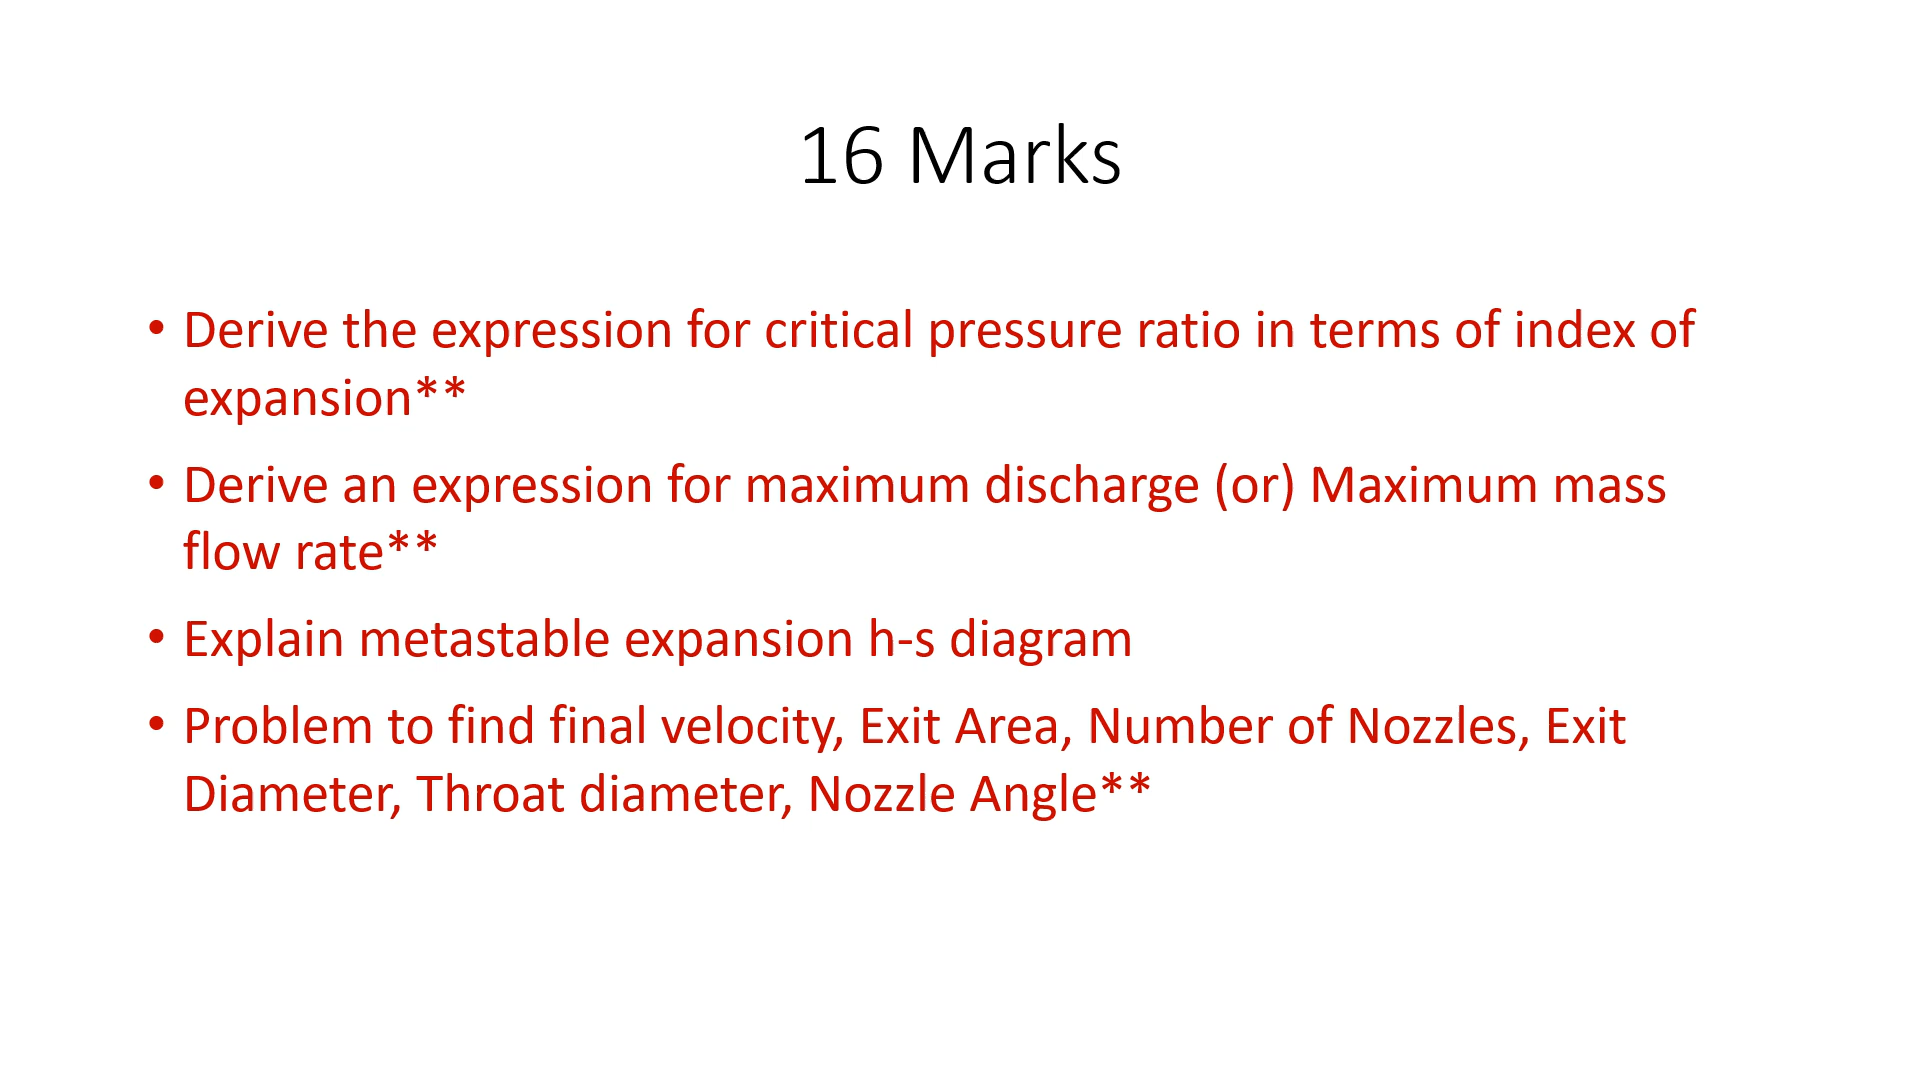 16 Marks
• Derive the expression for critical pressure ratio in terms of index of
expansion**
• Derive an expression for maximum discharge (or) Maximum mass
flow rate**
• Explain metastable expansion h-s diagram
• Problem to find final velocity, Exit Area, Number of Nozzles, Exit
Diameter, Throat diameter, Nozzle Angle**